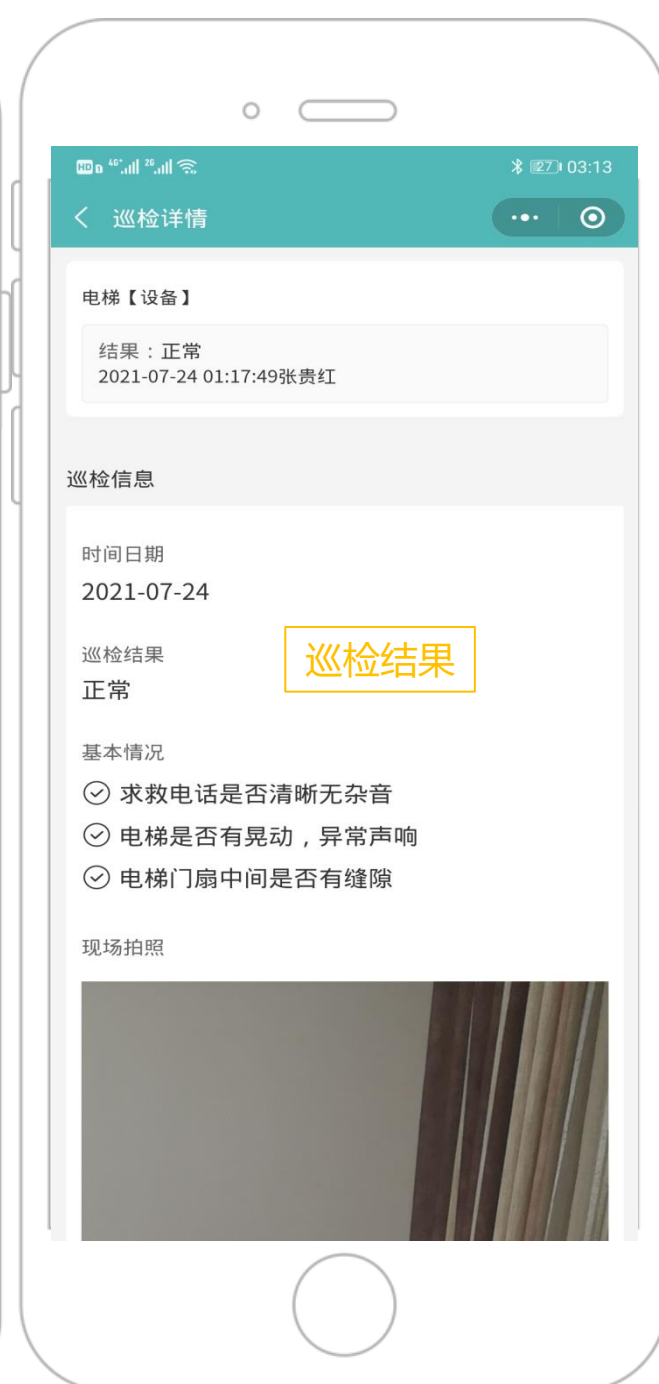 HD 4G+ 2G 27 03:13
巡检详情
电梯【设备】
结果：正常
2021-07-24 01:17:49张贵红
巡检信息
时间日期
2021-07-24
巡检结果
正常
巡检结果
基本情况
求救电话是否清晰无杂音
电梯是否有晃动，异常声响
电梯门扇中间是否有缝隙
现场拍照